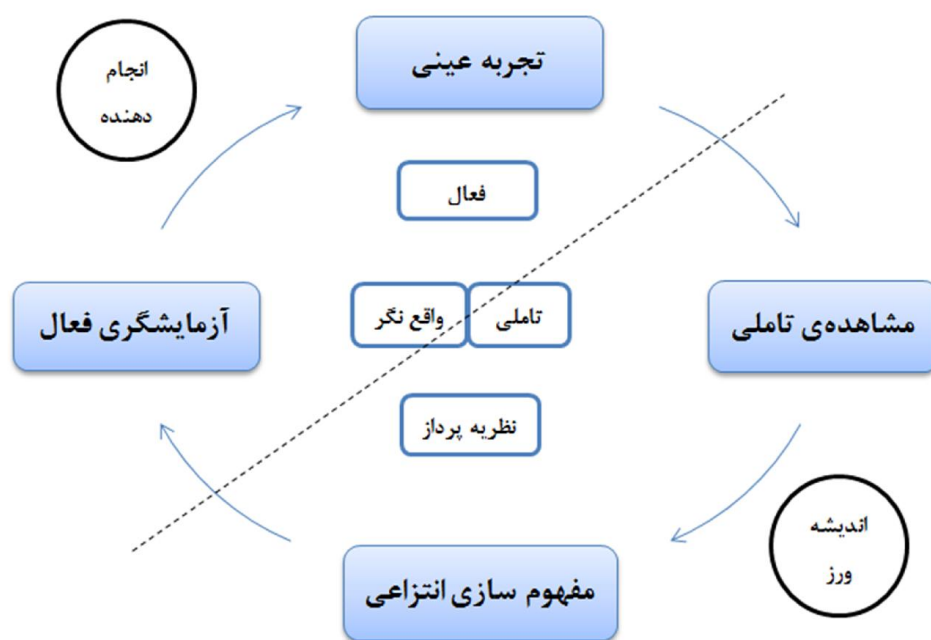 تجربه عینی
انجام
دهنده
فعال
مشاهده‌ی تاملی
تاملی
واقع نگر
آزمایشگری فعال
نظریه پرداز
اندیشه
ورز
مفهوم سازی انتزاعی